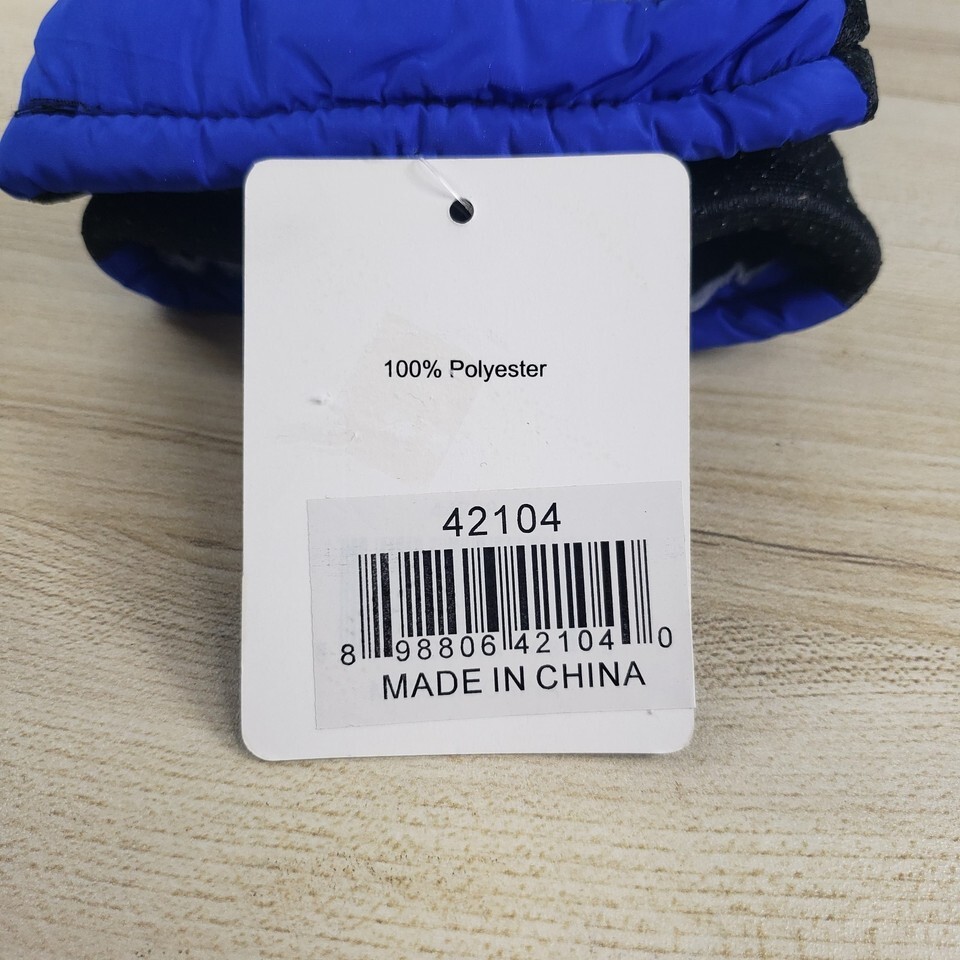 100% Polyester
42104
8 98806 42104 0
MADE IN CHINA